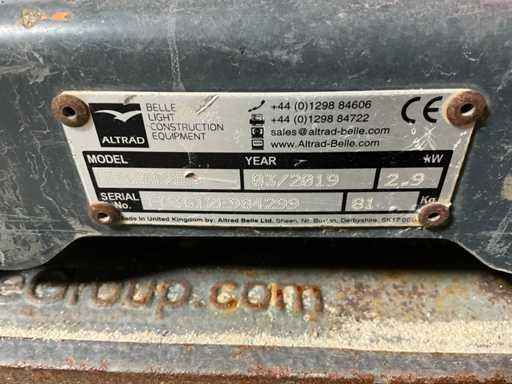 BELLE
LIGHT
CONSTRUCTION
EQUIPMENT
ALTRAD
+44 (0)1298 84606
+44 (0)1298 84722
sales@altrad-belle.com
www.Altrad-Belle.com
CE
MODEL YEAR kW
03/2019 2.9
SERIAL No. 81. Kg
Made in United Kingdom by: Altrad Belle Ltd. Sheen, Nr. Buxton, Derbyshire.
eGroup.com